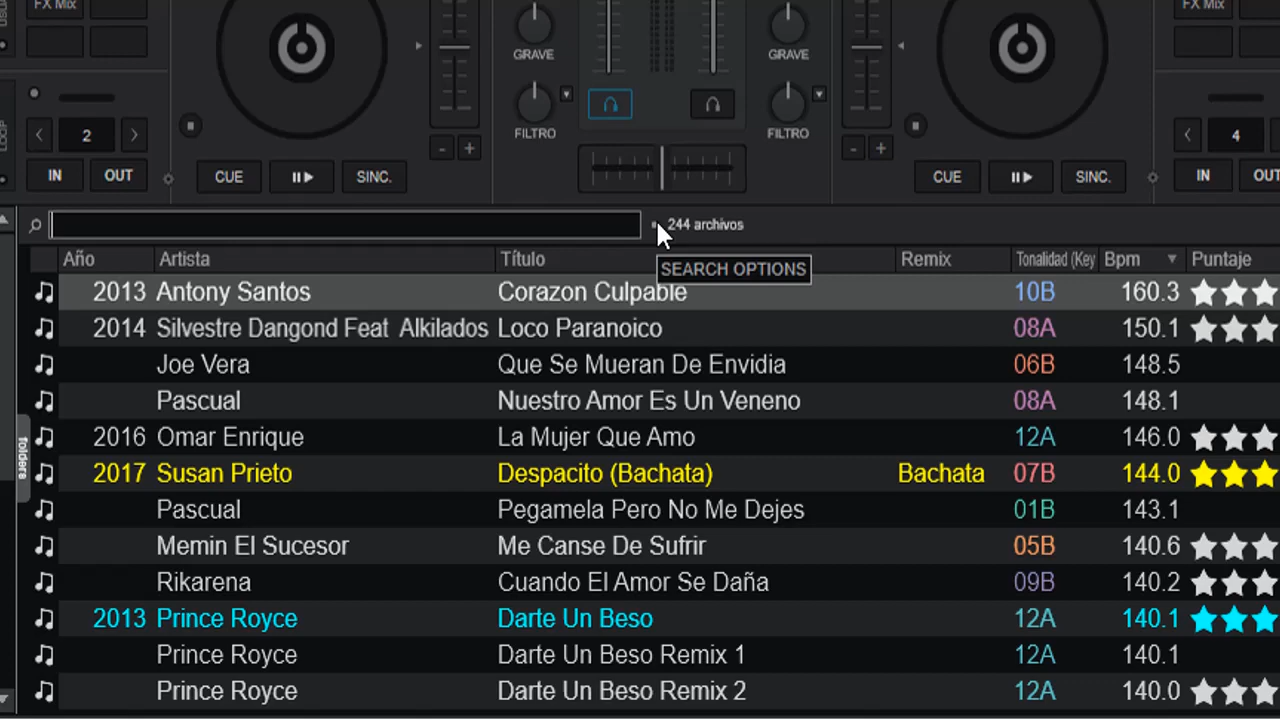 FX Mix
FX Mix
GRAVE
GRAVE
FILTRO
FILTRO
LOOP
2
4
IN
OUT
CUE
SINC.
CUE
SINC.
IN
OUT
- +
- +
244 archivos
SEARCH OPTIONS
Año Artista Título Remix Tonalidad (Key Bpm Puntaje
2013 Antony Santos Corazon Culpable 10B 160.3
2014 Silvestre Dangond Feat Alkilados Loco Paranoico 08A 150.1
Joe Vera Que Se Mueran De Envidia 06B 148.5
Pascual Nuestro Amor Es Un Veneno 08A 148.1
2016 Omar Enrique La Mujer Que Amo 12A 146.0
folders
2017 Susan Prieto Despacito (Bachata) Bachata 07B 144.0
Pascual Pegamela Pero No Me Dejes 01B 143.1
Memin El Sucesor Me Canse De Sufrir 05B 140.6
Rikarena Cuando El Amor Se Daña 09B 140.2
2013 Prince Royce Darte Un Beso 12A 140.1
Prince Royce Darte Un Beso Remix 1 12A 140.1
Prince Royce Darte Un Beso Remix 2 12A 140.0